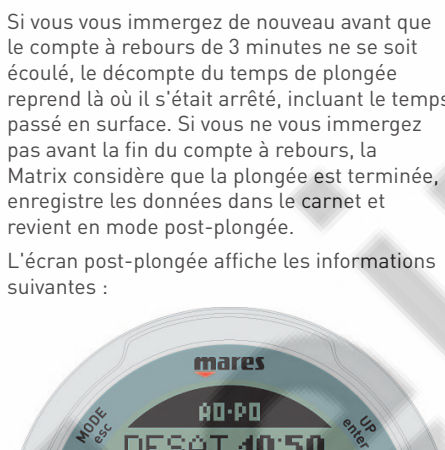 Si vous vous immergez de nouveau avant que
le compte à rebours de 3 minutes ne se soit
écoulé, le décompte du temps de plongée
reprend là où il s'était arrêté, incluant le temps
passé en surface. Si vous ne vous immergez
pas avant la fin du compte à rebours, la
Matrix considère que la plongée est terminée,
enregistre les données dans le carnet et
revient en mode post-plongée.
L'écran post-plongée affiche les informations
suivantes :
mares
MODE
esc
UP
enter
A0·P0
DESAT 40:50